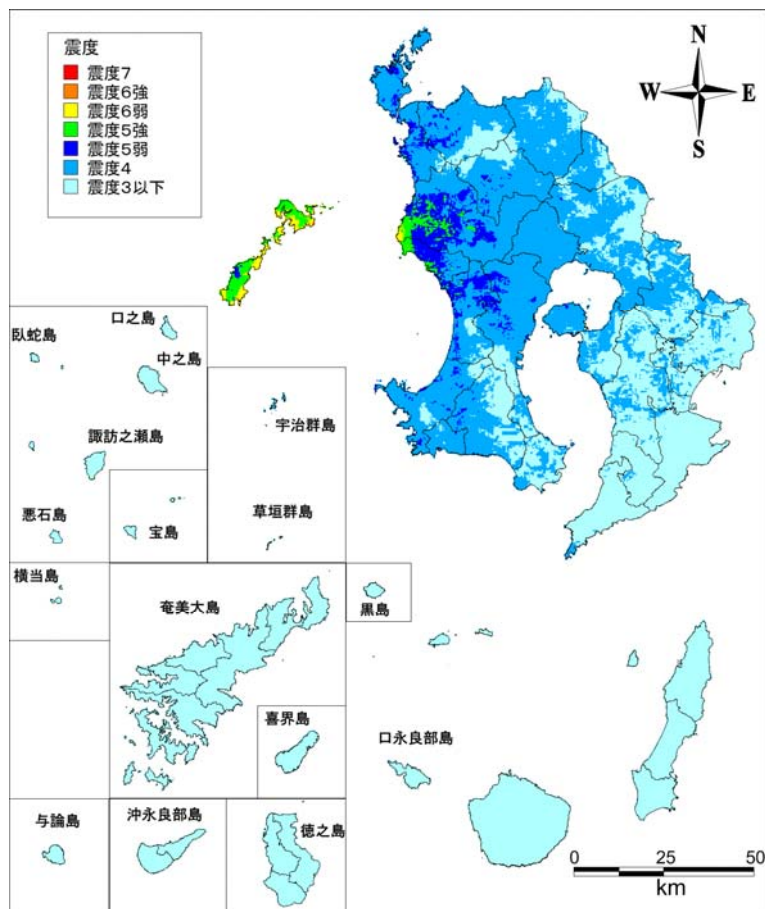 震度
震度7
震度6強
震度6弱
震度5強
震度5弱
震度4
震度3以下
N
W
E
S
口之島
臥蛇島
中之島
宇治群島
諏訪之瀬島
悪石島
宝島
草垣群島
横当島
奄美大島
黒島
喜界島
口永良部島
与論島
沖永良部島
徳之島
0 25 50
km